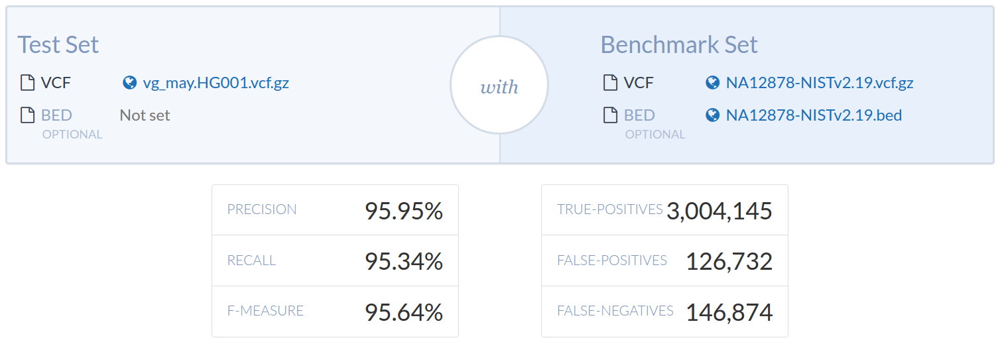 Test Set
VCF vg_may.HG001.vcf.gz
BED Not set
OPTIONAL
with
Benchmark Set
VCF NA12878-NISTv2.19.vcf.gz
BED NA12878-NISTv2.19.bed
OPTIONAL
PRECISION 95.95%
RECALL 95.34%
F-MEASURE 95.64%
TRUE-POSITIVES 3,004,145
FALSE-POSITIVES 126,732
FALSE-NEGATIVES 146,874